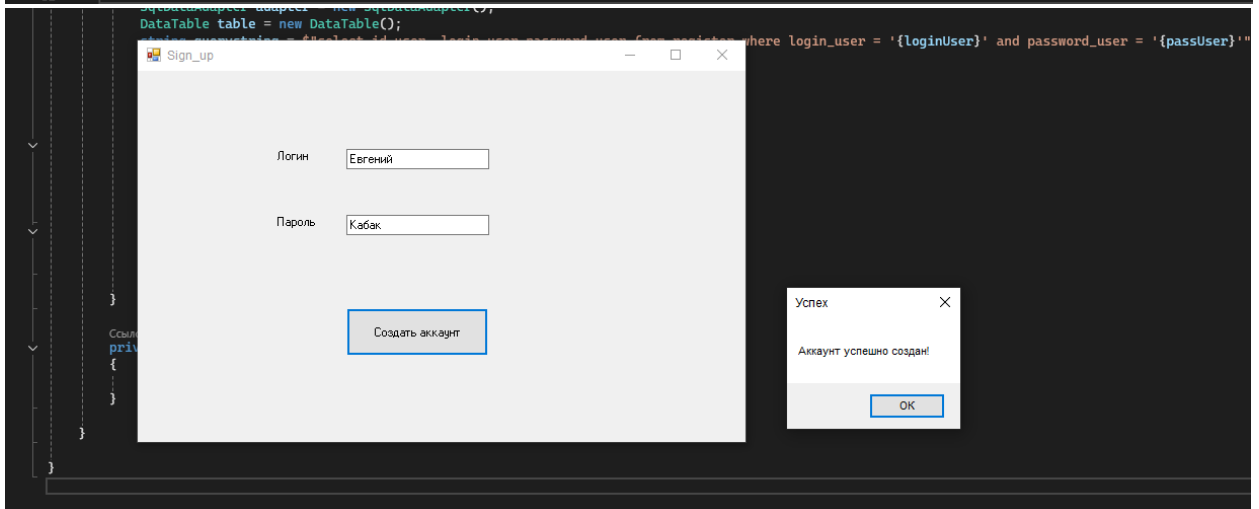 DataTable table = new DataTable();
where login_user = '{loginUser}' and password_user = '{passUser}'"
Sign_up
Логин
Евгений
Пароль
Кабак
}
Успех
Создать аккаунт
Аккаунт успешно создан!
{
}
OK
}
}